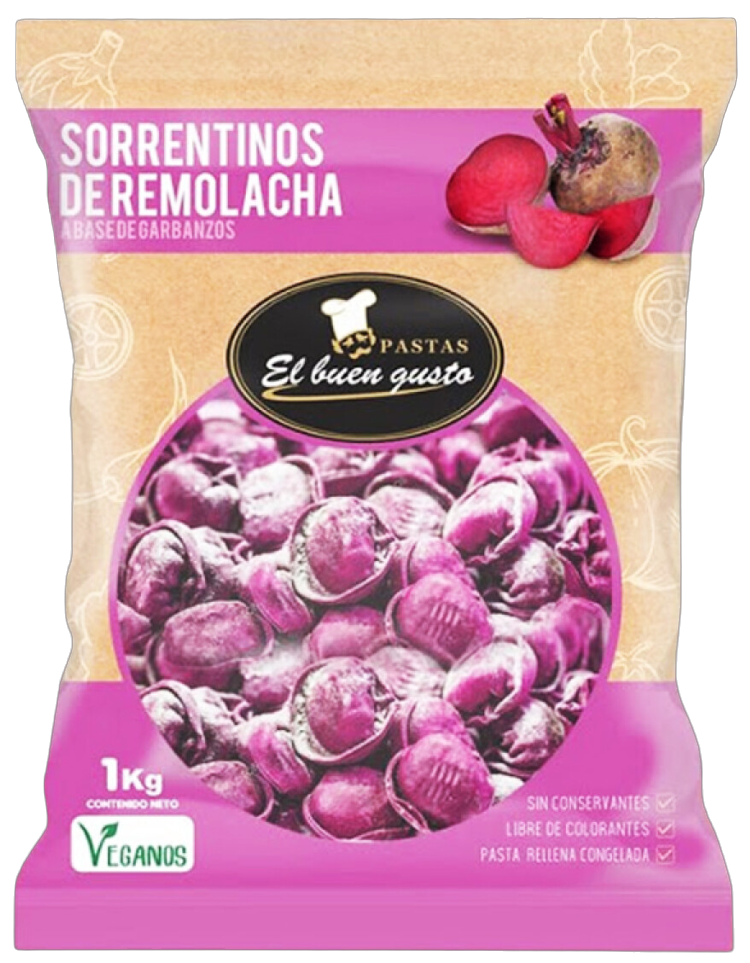 SORRENTINOS
DE REMOLACHA
A BASE DE GARBANZOS
PASTAS
El buen gusto
1Kg
CONTENIDO NETO
VEGANOS
SIN CONSERVANTES
LIBRE DE COLORANTES
PASTA RELLENA CONGELADA